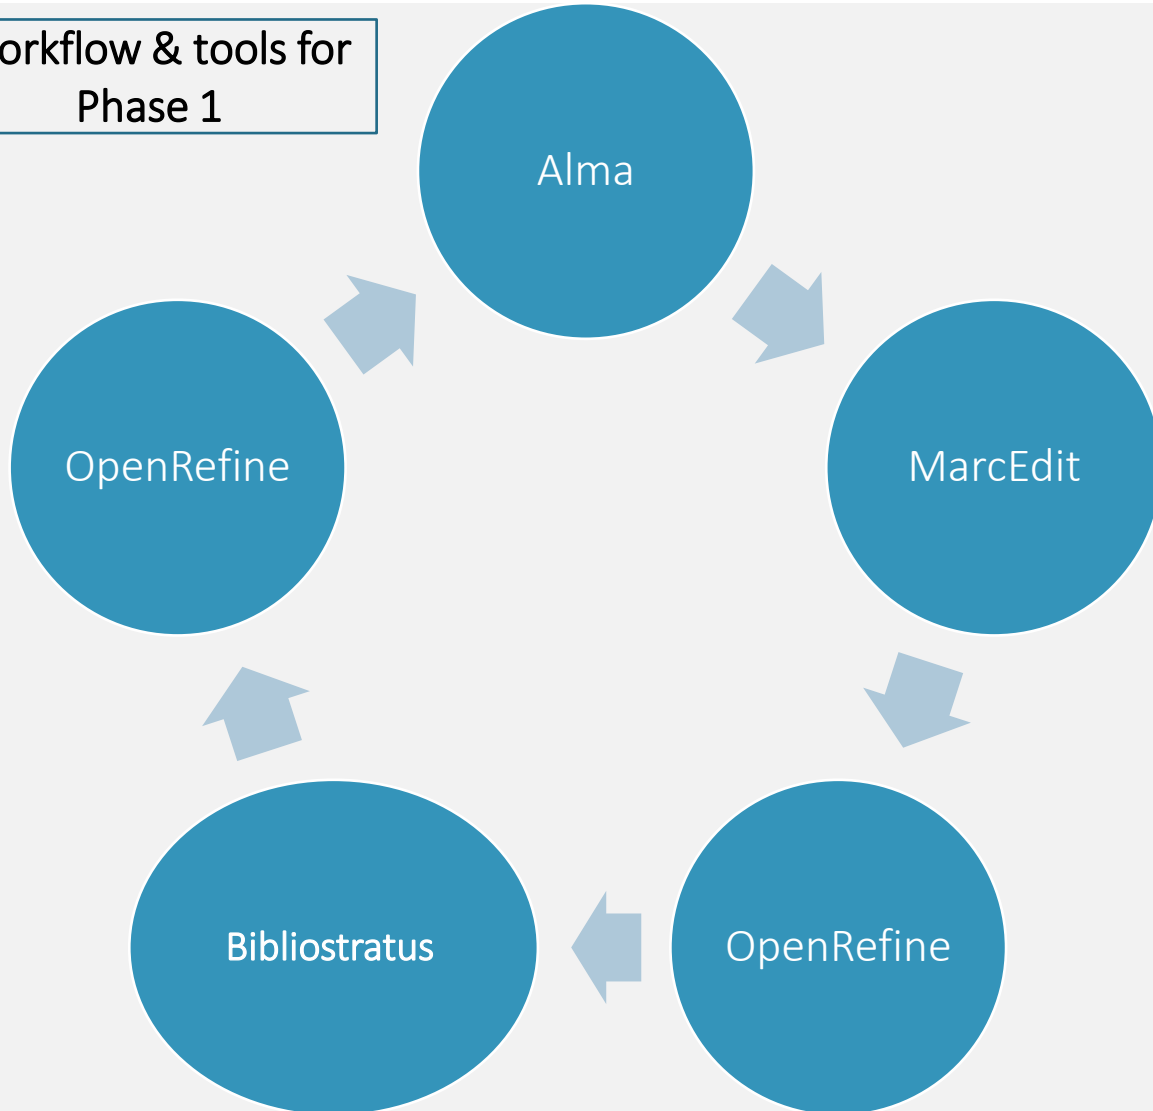 orkflow & tools for
Phase 1
Alma
MarcEdit
OpenRefine
Bibliostratus
OpenRefine